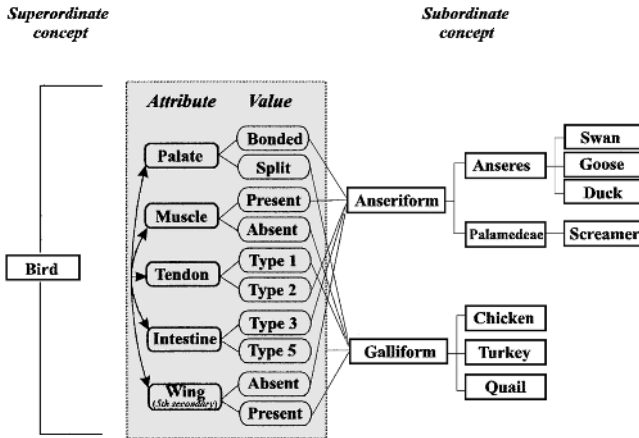 Superordinate
concept
Subordinate
concept
Attribute
Value
Bird
Palate
Bonded
Split
Muscle
Present
Absent
Tendon
Type 1
Type 2
Intestine
Type 3
Type 5
Wing
(5th secondary)
Absent
Present
Anseriform
Anseres
Swan
Goose
Duck
Palamedeae
Screamer
Galliform
Chicken
Turkey
Quail